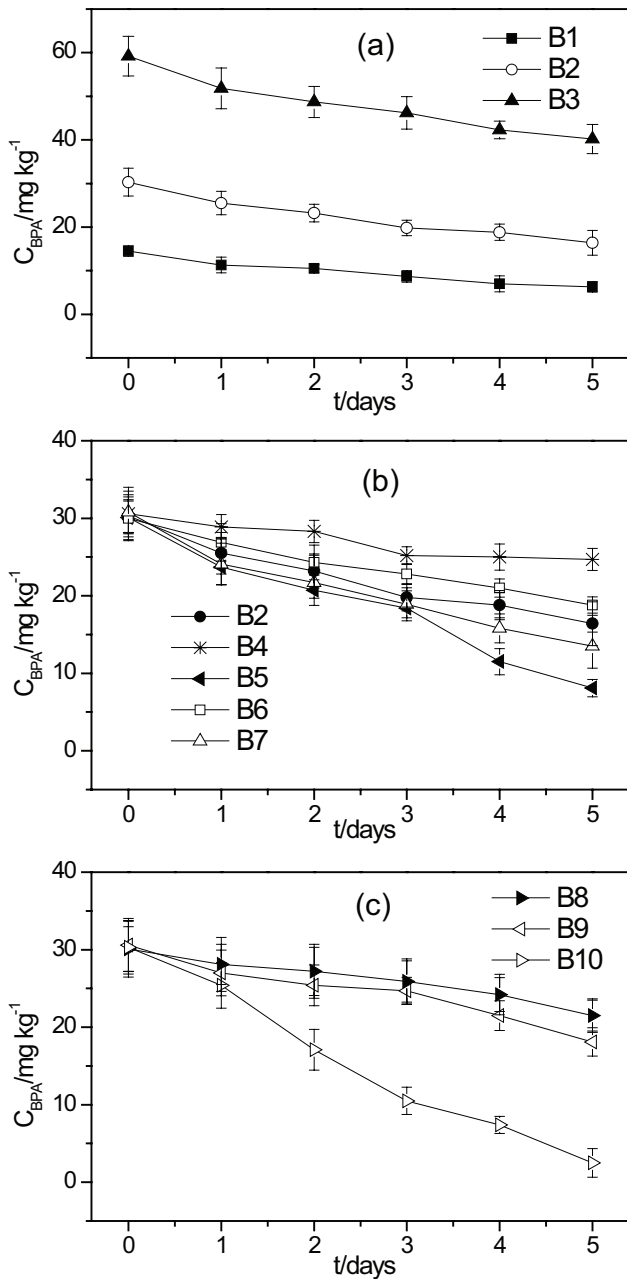 (a)
B1
B2
B3
60
40
20
0
C_BPA/mg kg⁻¹
0 1 2 3 4 5
t/days
(b)
40
30
20
10
0
C_BPA/mg kg⁻¹
B2
B4
B5
B6
B7
0 1 2 3 4 5
t/days
(c)
B8
B9
B10
40
30
20
10
0
C_BPA/mg kg⁻¹
0 1 2 3 4 5
t/days